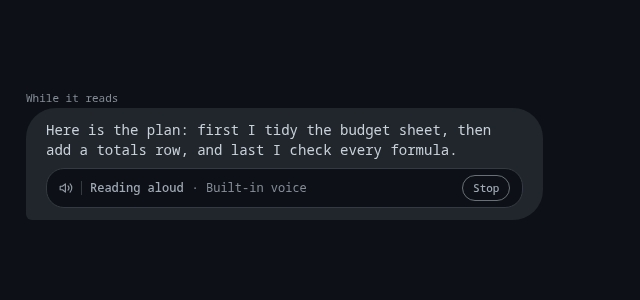 While it reads
Here is the plan: first I tidy the budget sheet, then
add a totals row, and last I check every formula.
Reading aloud · Built-in voice
Stop